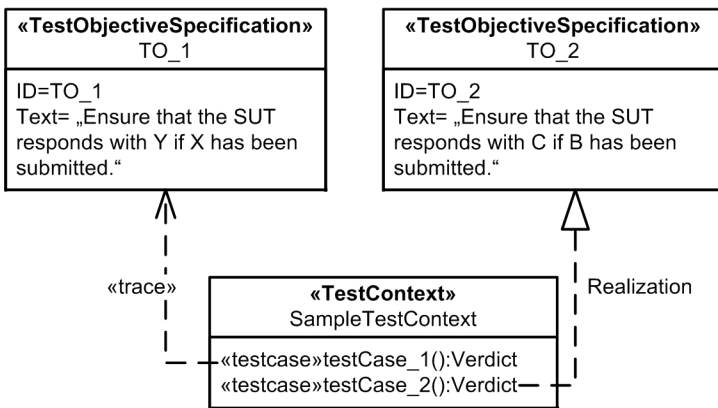 «TestObjectiveSpecification»
TO_1
ID=TO_1
Text= „Ensure that the SUT
responds with Y if X has been
submitted.“
«TestObjectiveSpecification»
TO_2
ID=TO_2
Text= „Ensure that the SUT
responds with C if B has been
submitted.“
«trace»
Realization
«TestContext»
SampleTestContext
«testcase»testCase_1():Verdict
«testcase»testCase_2():Verdict